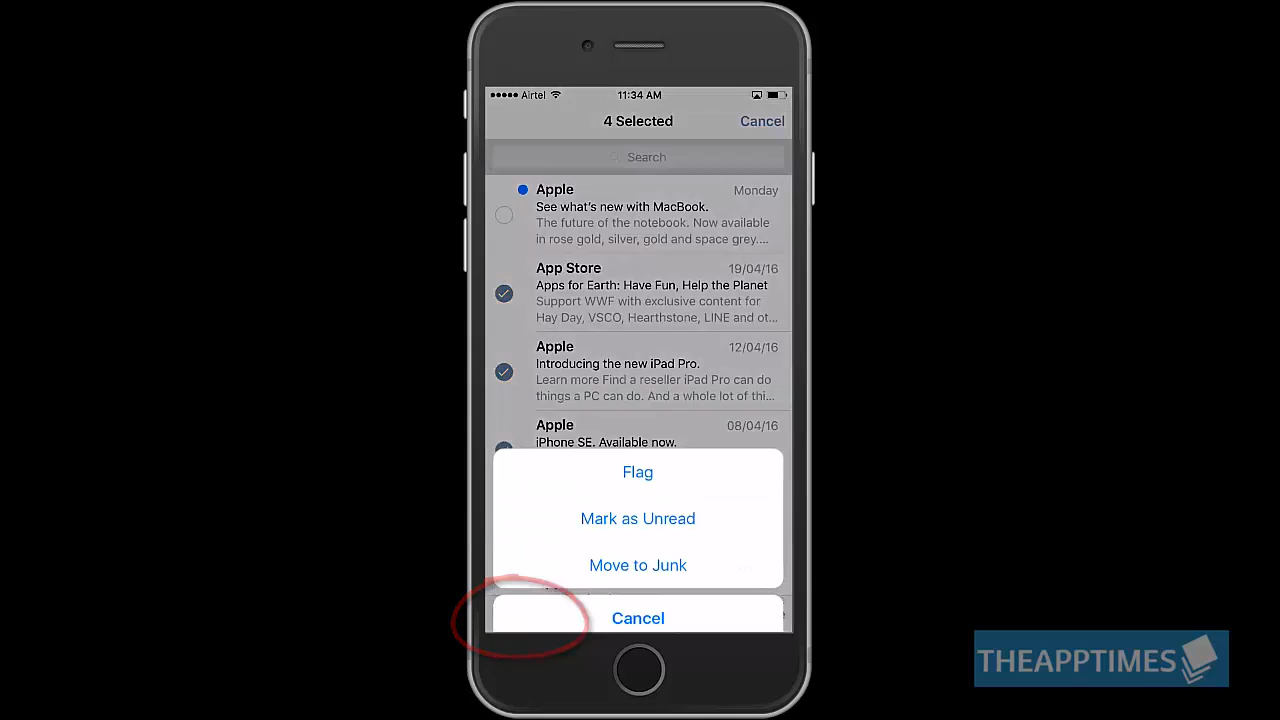 Airtel 11:34 AM
4 Selected Cancel
Search
Apple Monday
See what's new with MacBook.
The future of the notebook. Now available
in rose gold, silver, gold and space grey....
App Store 19/04/16
Apps for Earth: Have Fun, Help the Planet
Support WWF with exclusive content for
Hay Day, VSCO, Hearthstone, LINE and ot...
Apple 12/04/16
Introducing the new iPad Pro.
Learn more Find a reseller iPad Pro can do
things a PC can do. And a whole lot of thi...
Apple 08/04/16
iPhone SE. Available now.
Flag
Mark as Unread
Move to Junk
Cancel
THEAPPTIMES